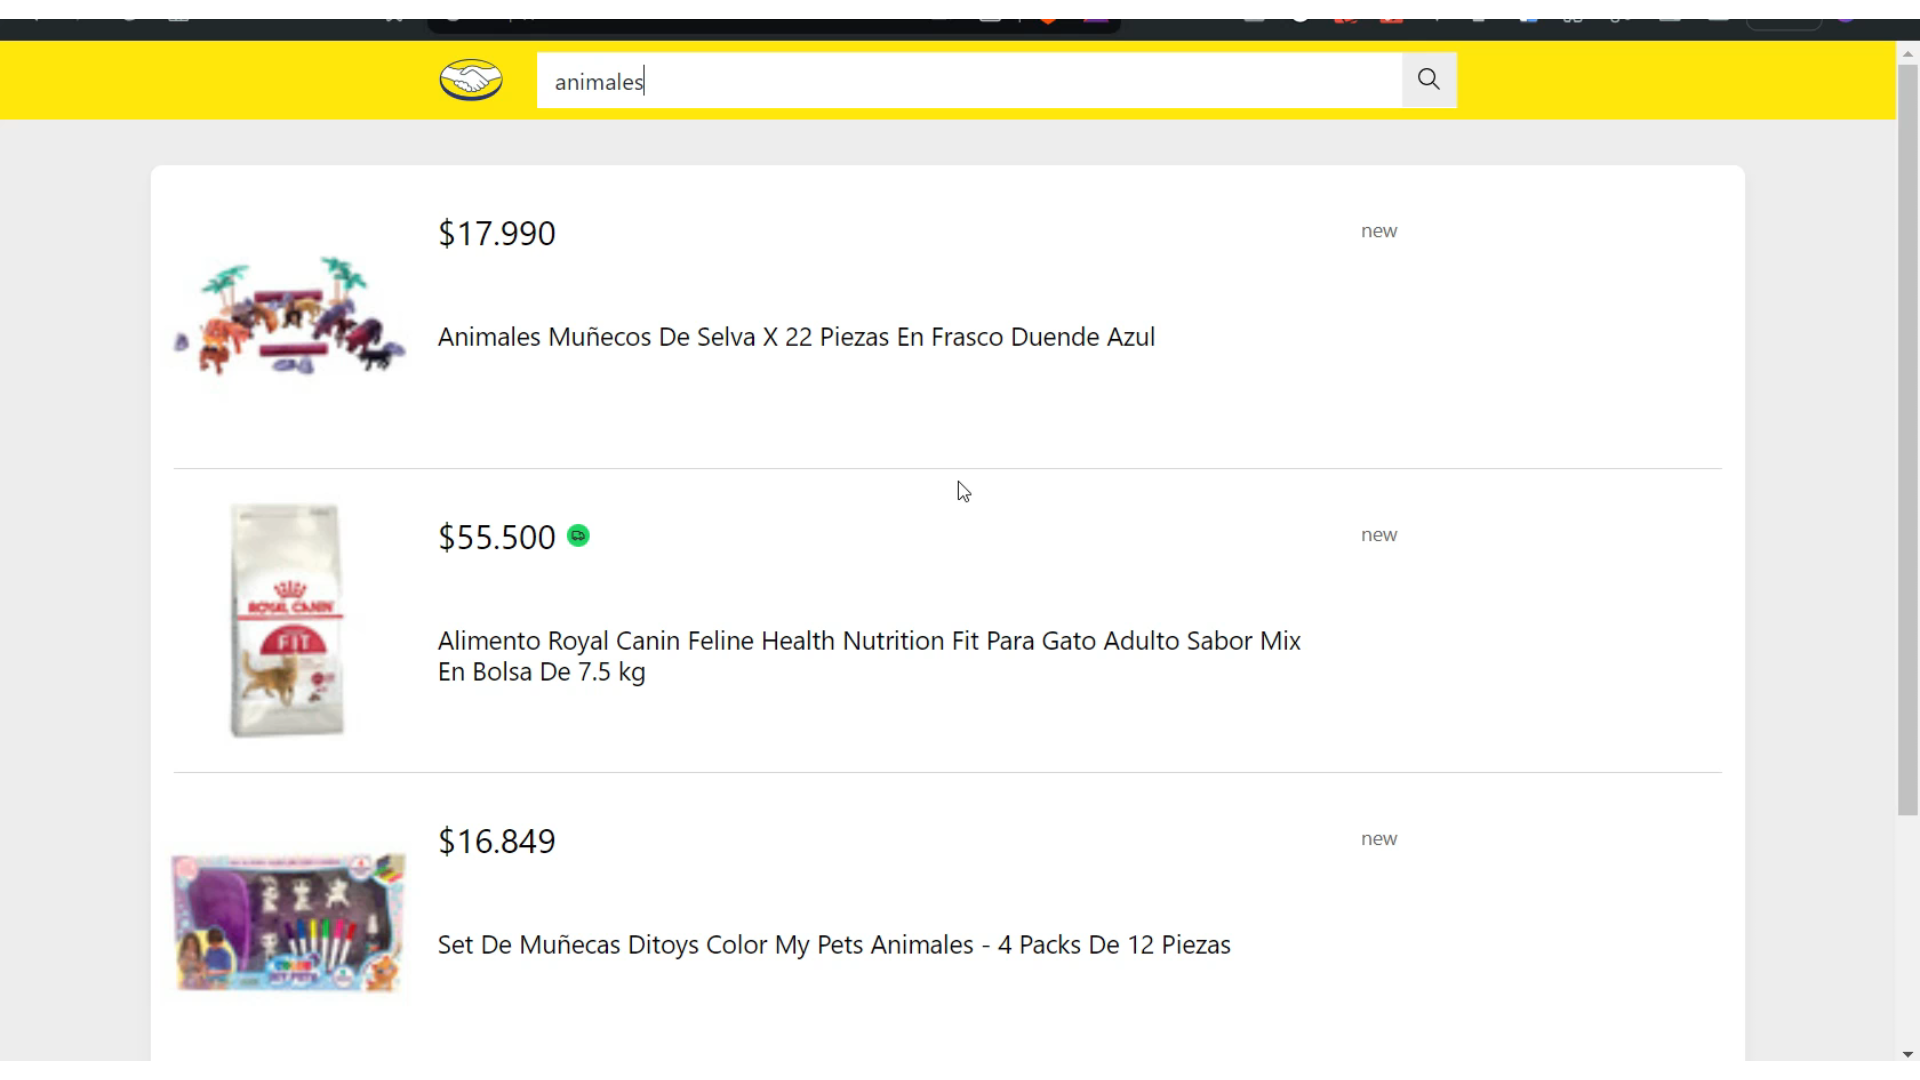 animales
$17.990
new
Animales Muñecos De Selva X 22 Piezas En Frasco Duende Azul
$55.500
new
ROYAL CANIN
FIT
Alimento Royal Canin Feline Health Nutrition Fit Para Gato Adulto Sabor Mix
En Bolsa De 7.5 kg
$16.849
new
Set De Muñecas Ditoys Color My Pets Animales - 4 Packs De 12 Piezas